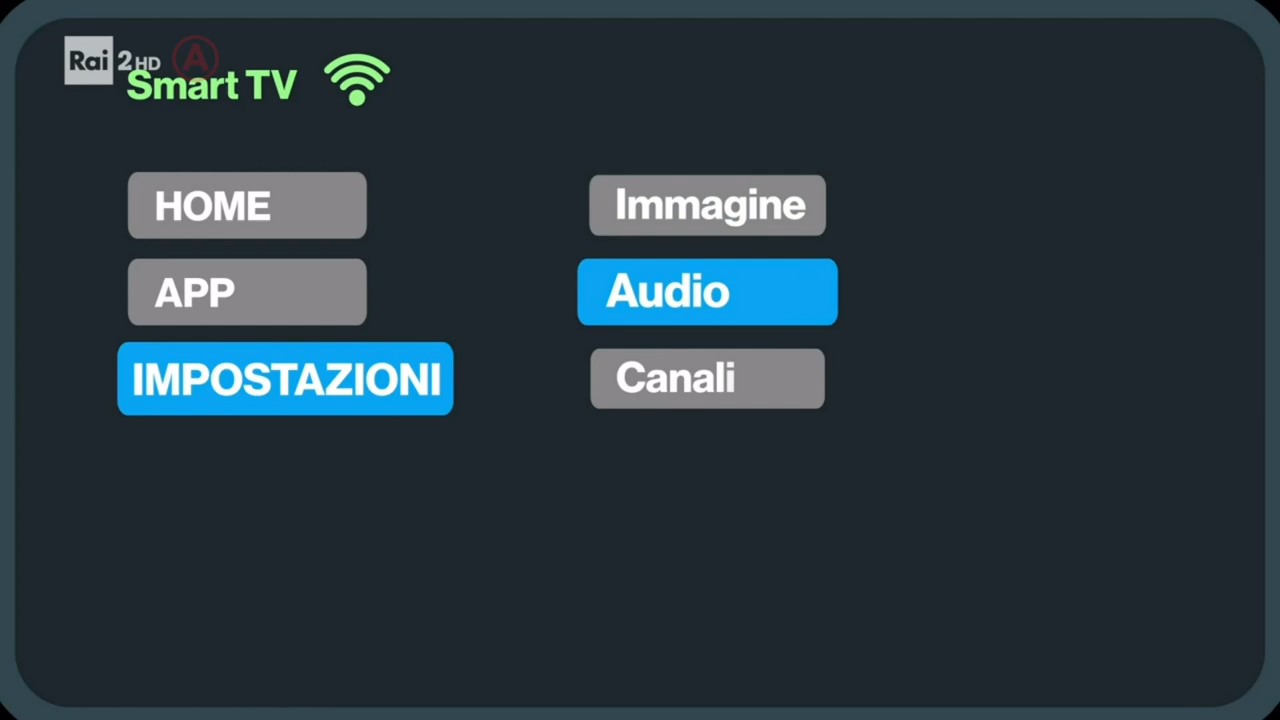 Rai 2HD A
Smart TV
HOME
APP
IMPOSTAZIONI
Immagine
Audio
Canali